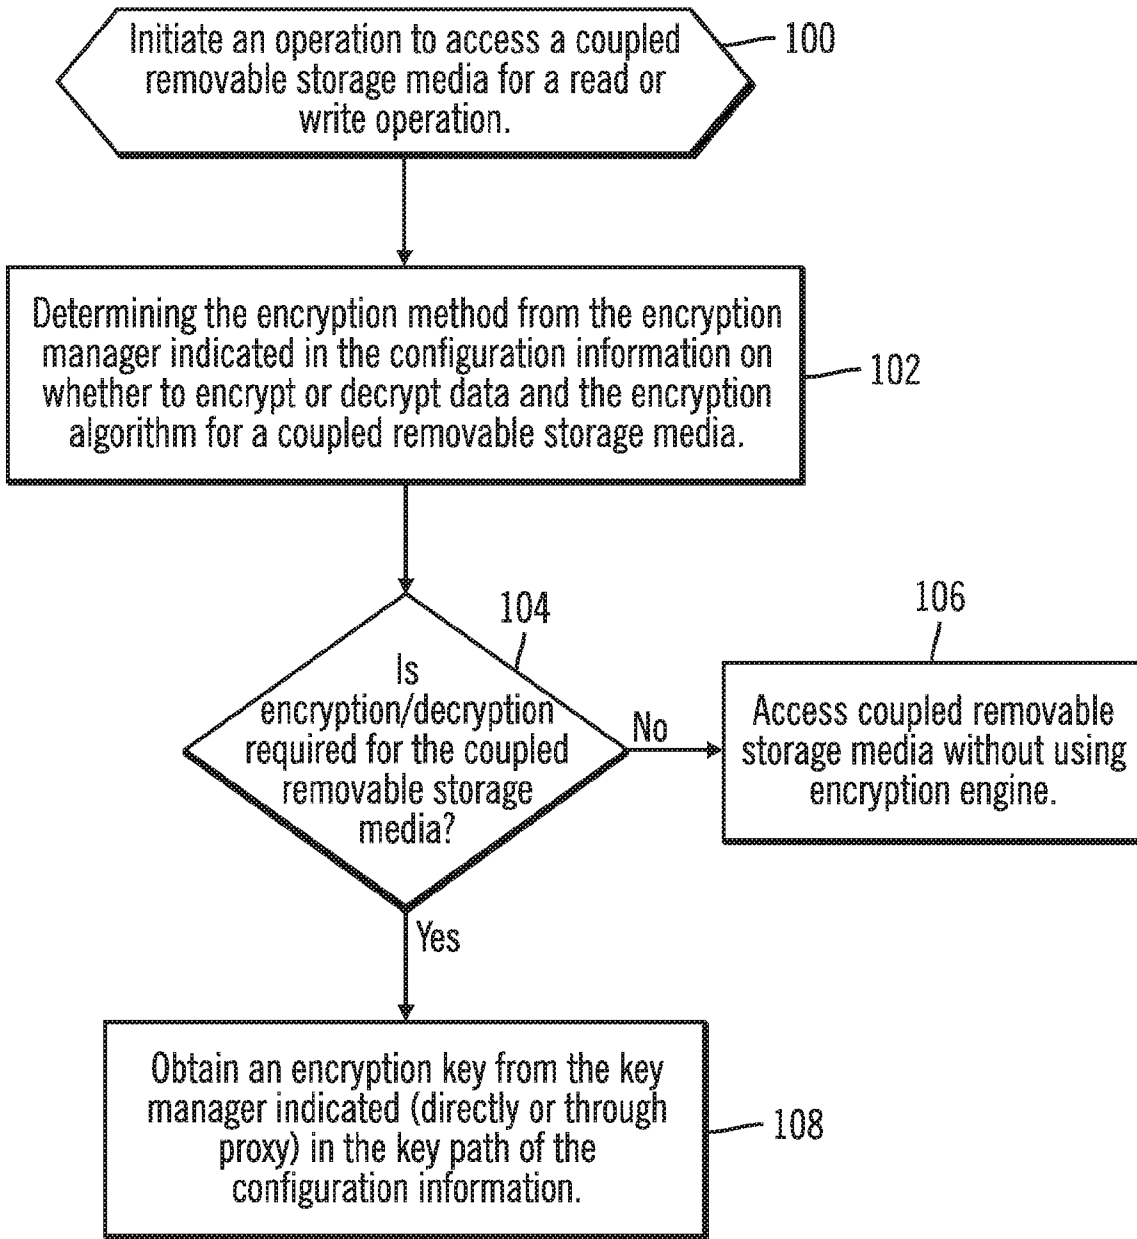 Initiate an operation to access a coupled
removable storage media for a read or
write operation.
100
Determining the encryption method from the encryption
manager indicated in the configuration information on
whether to encrypt or decrypt data and the encryption
algorithm for a coupled removable storage media.
102
104
Is
encryption/decryption
required for the coupled
removable storage
media?
No
106
Access coupled removable
storage media without using
encryption engine.
Yes
Obtain an encryption key from the key
manager indicated (directly or through
proxy) in the key path of the
configuration information.
108